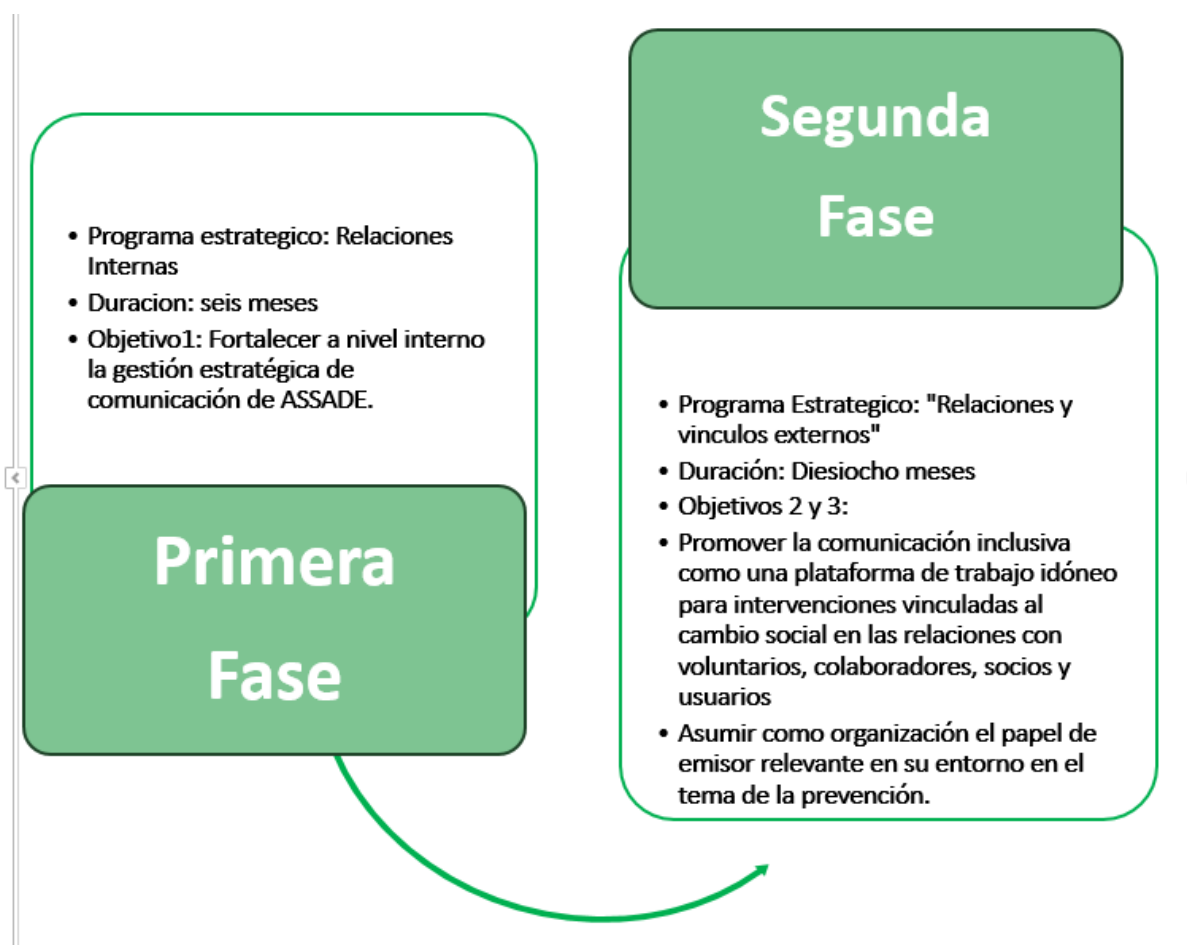 • Programa estrategico: Relaciones
Internas
• Duracion: seis meses
• Objetivo1: Fortalecer a nivel interno
la gestión estratégica de
comunicación de ASSADE.
Primera
Fase
Segunda
Fase
• Programa Estrategico: "Relaciones y
vinculos externos"
• Duración: Diesiocho meses
• Objetivos 2 y 3:
• Promover la comunicación inclusiva
como una plataforma de trabajo idóneo
para intervenciones vinculadas al
cambio social en las relaciones con
voluntarios, colaboradores, socios y
usuarios
• Asumir como organización el papel de
emisor relevante en su entorno en el
tema de la prevención.